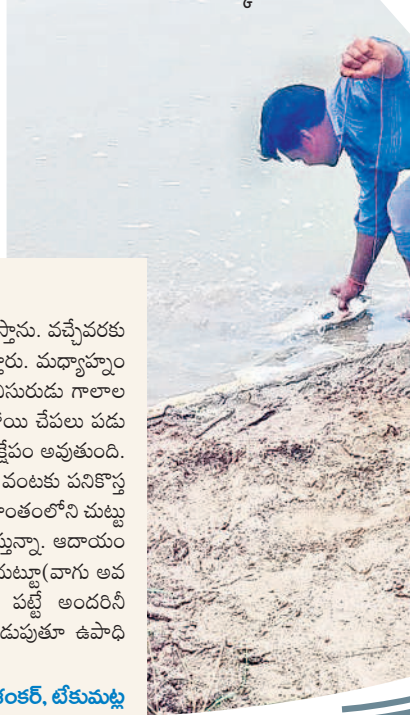 స్తాను. వచ్చేవరకు
తారు. మధ్యాహ్నం
విసురుడు గాలాల
యి చేపలు పడు
క్షేపం అవుతుంది.
వంటకు పనికొస్త
ాంతంలోని చుట్టు
స్తున్నా. ఆదాయం
చుట్టూ(వాగు అవ
పట్టే అందరినీ
డుపుతూ ఉపాధి
శంకర్, టేకుమట్ల